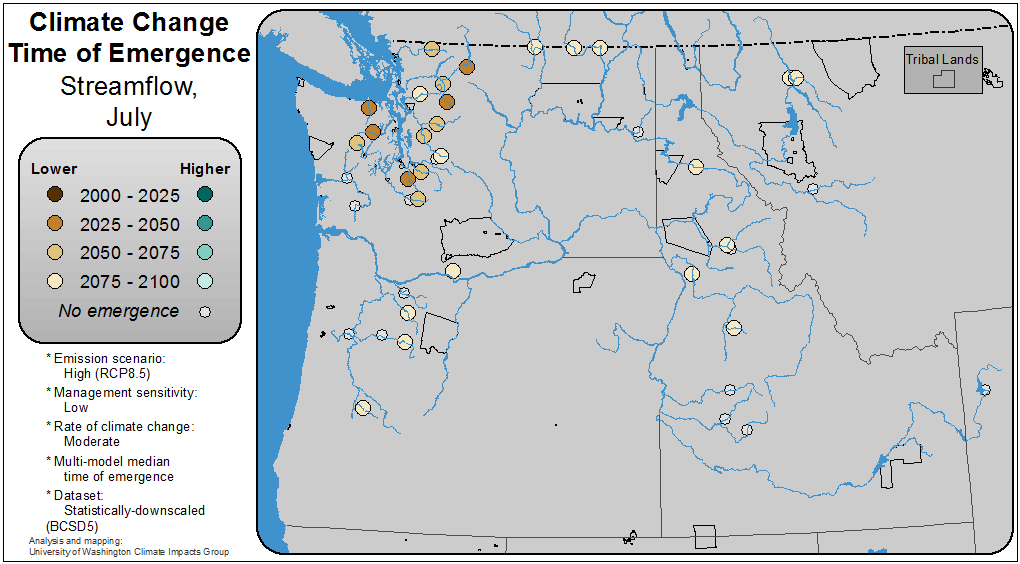 Climate Change
Time of Emergence
Streamflow,
July
Lower Higher
2000 - 2025
2025 - 2050
2050 - 2075
2075 - 2100
No emergence
* Emission scenario:
High (RCP8.5)
* Management sensitivity:
Low
* Rate of climate change:
Moderate
* Multi-model median
time of emergence
* Dataset:
Statistically-downscaled
(BCSD5)
Analysis and mapping:
University of Washington Climate Impacts Group
Tribal Lands